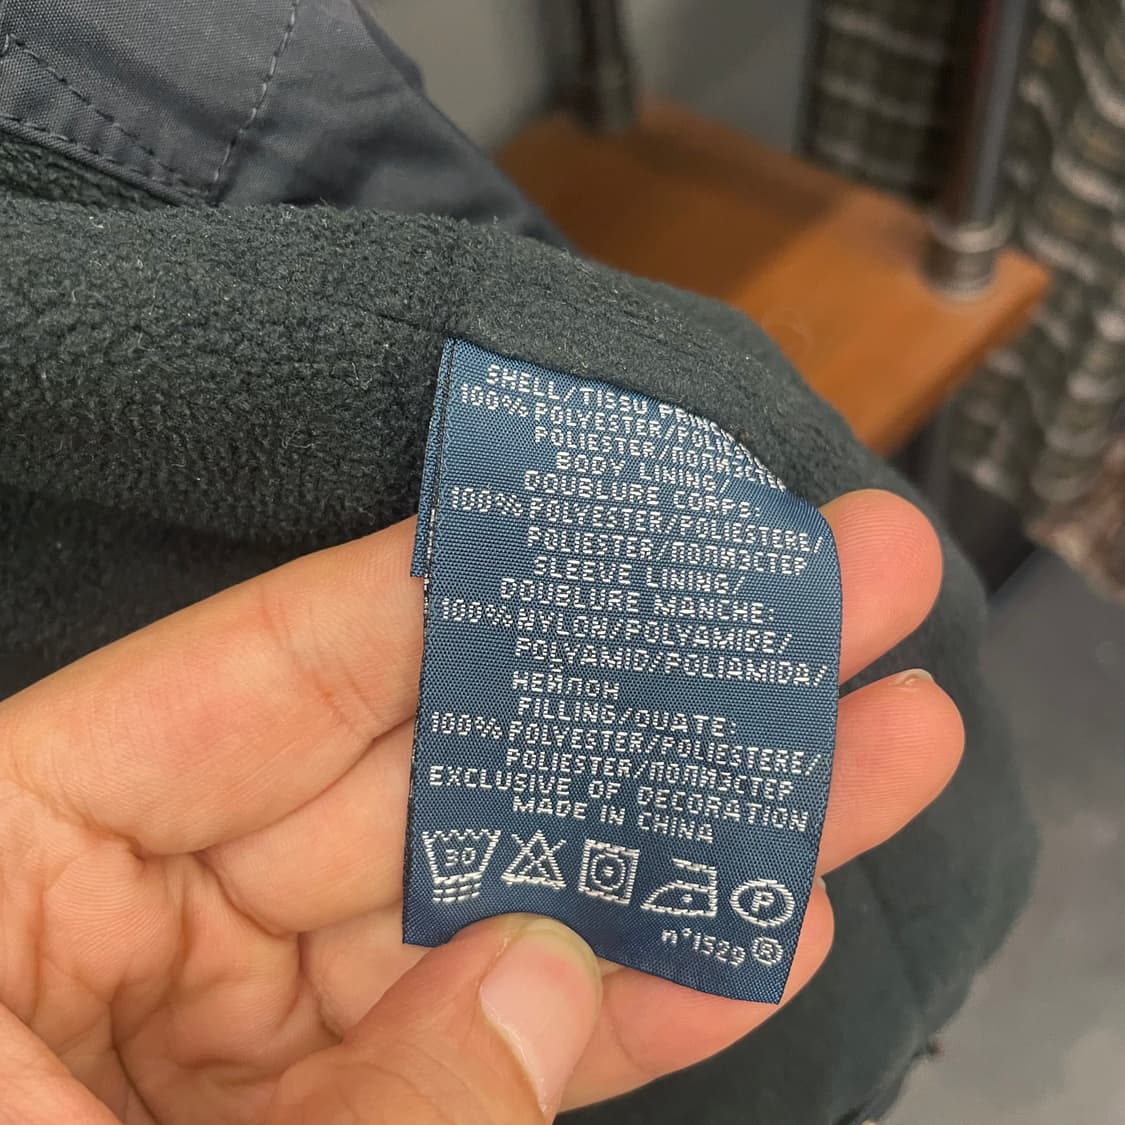 SHELL/TISSU
100% POLYESTER/
POLIESTER/ПОЛИЭСТЕР
BODY LINING/
DOUBLURE CORPS.
100% POLYESTER/POLIESTERE/
POLIESTER/ПОЛИЭСТЕР
SLEEVE LINING/
DOUBLURE MANCHE:
100% NYLON/POLYAMIDE/
POLYAMID/POLIAMIDA/
НЕЙЛОН
FILLING/OUATE:
100% POLYESTER/POLIESTERE/
POLIESTER/ПОЛИЭСТЕР
EXCLUSIVE OF DECORATION
MADE IN CHINA
30
P
n°1529 ®